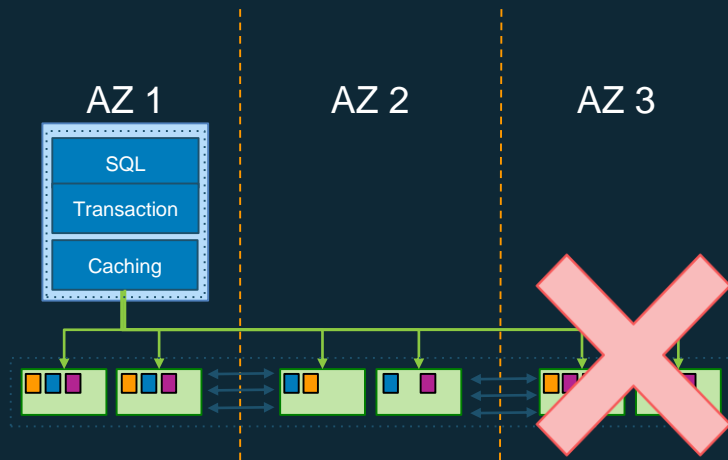 AZ 1
AZ 2
AZ 3
SQL
Transaction
Caching